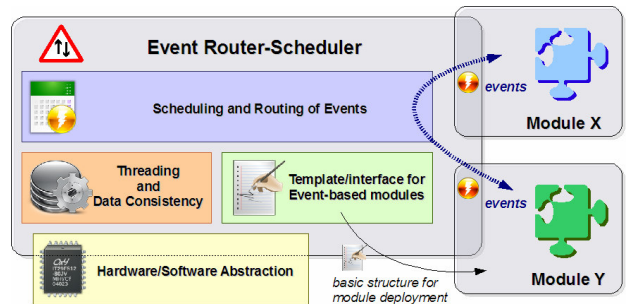 Event Router-Scheduler
Scheduling and Routing of Events
Threading
and
Data Consistency
Template/interface for
Event-based modules
Hardware/Software Abstraction
events
Module X
events
Module Y
basic structure for
module deployment